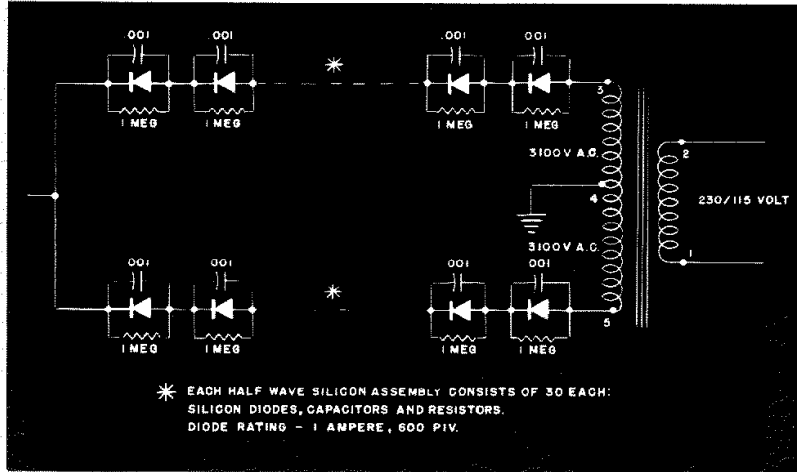 .001 .001 .001 .001
1 MEG 1 MEG 1 MEG 1 MEG
3
3100V A.C.
2
4
230/115 VOLT
3100V A.C.
1
.001 .001 .001 .001
5
1 MEG 1 MEG 1 MEG 1 MEG
* EACH HALF WAVE SILICON ASSEMBLY CONSISTS OF 30 EACH:
SILICON DIODES, CAPACITORS AND RESISTORS.
DIODE RATING - 1 AMPERE, 600 PIV.